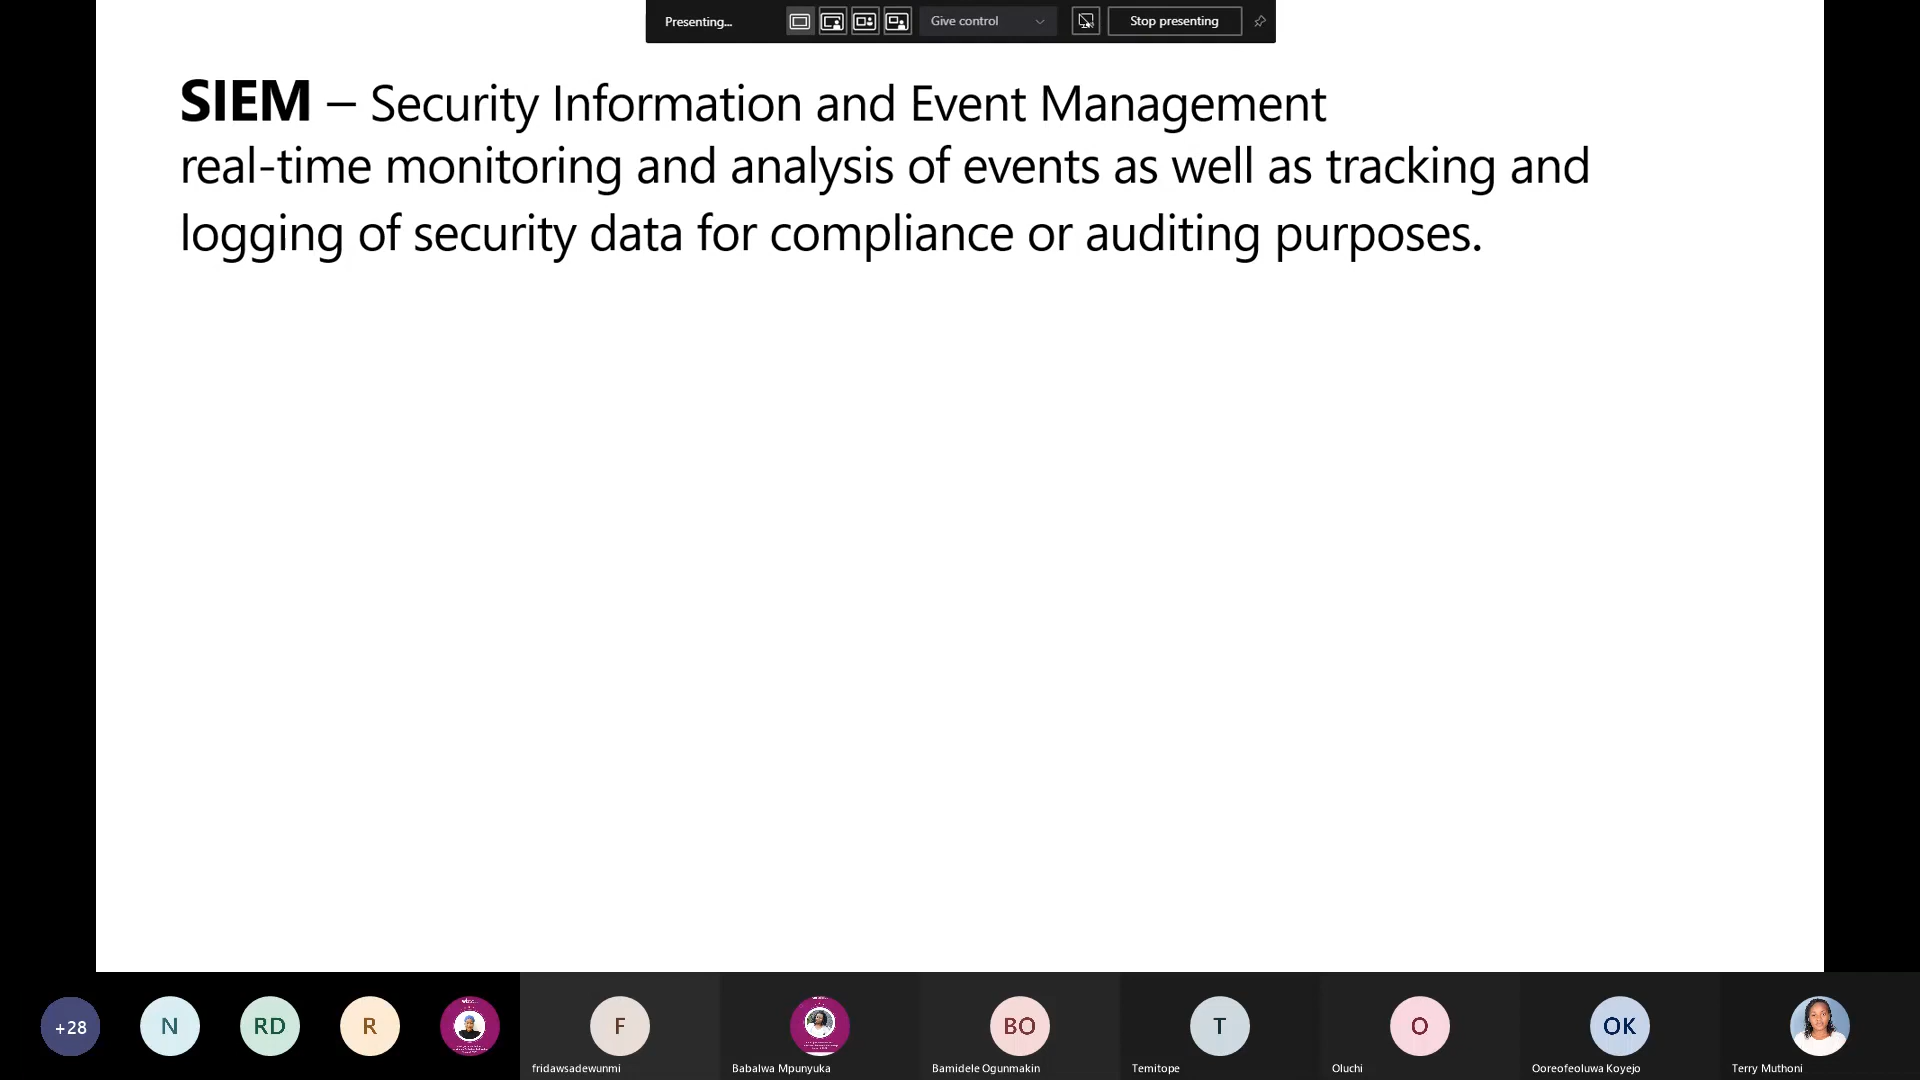 Presenting...
Give control
Stop presenting
SIEM – Security Information and Event Management
real-time monitoring and analysis of events as well as tracking and
logging of security data for compliance or auditing purposes.
+28
N
RD
R
F
BO
T
O
OK
fridawsadewunmi
Babalwa Mpunyuka
Bamidele Ogunmakin
Temitope
Oluchi
Ooreofeoluwa Koyejo
Terry Muthoni